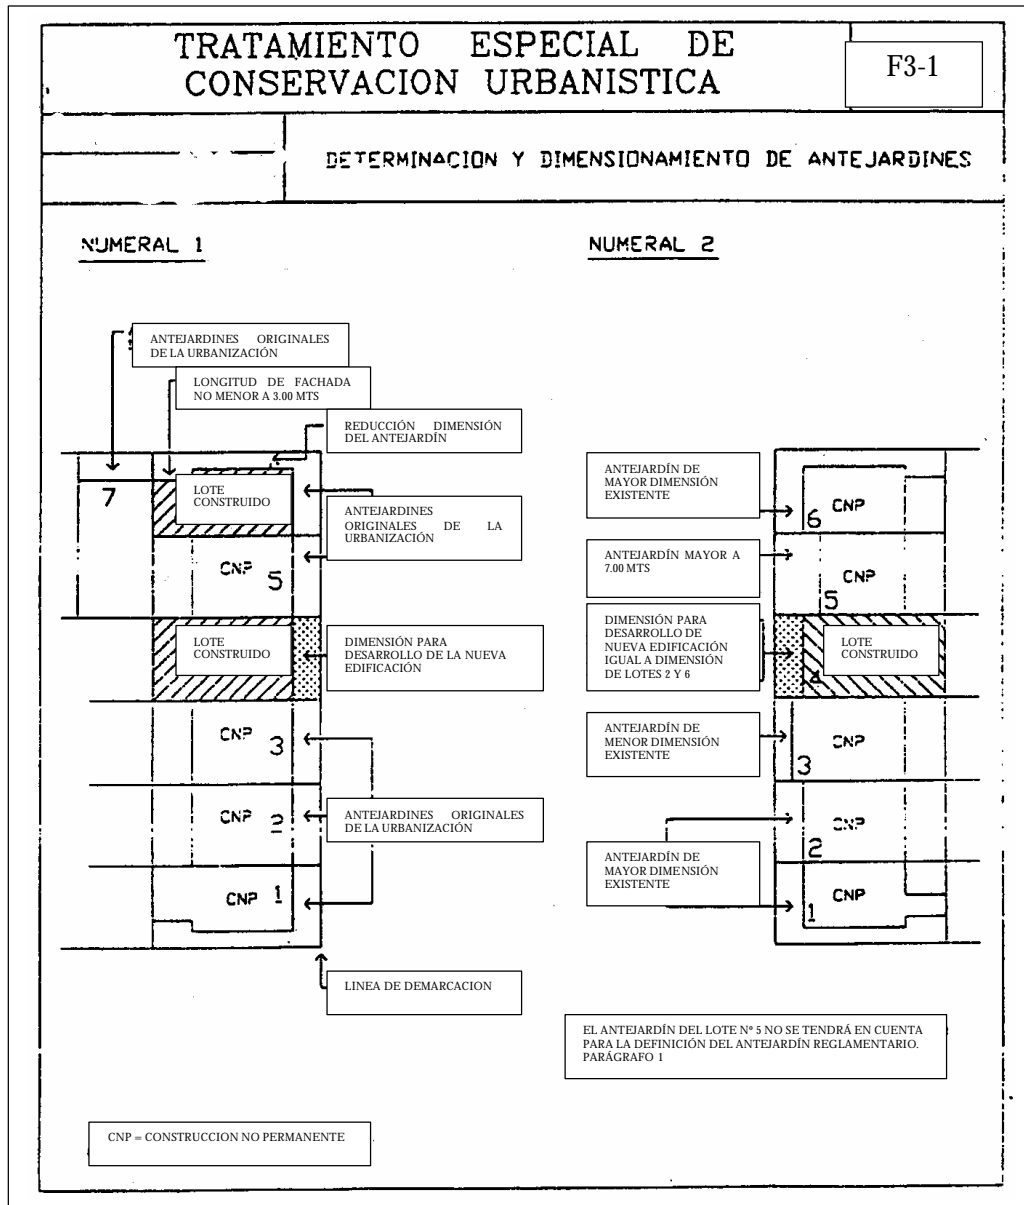 TRATAMIENTO ESPECIAL DE
CONSERVACION URBANISTICA
F3-1
DETERMINACION Y DIMENSIONAMIENTO DE ANTEJARDINES
NUMERAL 1
ANTEJARDINES ORIGINALES
DE LA URBANIZACIÓN
LONGITUD DE FACHADA
NO MENOR A 3.00 MTS
REDUCCIÓN DIMENSIÓN
DEL ANTEJARDÍN
7
LOTE
CONSTRUIDO
ANTEJARDINES
ORIGINALES DE LA
URBANIZACIÓN
CNP 5
LOTE
CONSTRUIDO
DIMENSIÓN PARA
DESARROLLO DE LA NUEVA
EDIFICACIÓN
CNP 3
CNP 2
ANTEJARDINES ORIGINALES
DE LA URBANIZACIÓN
CNP 1
LINEA DE DEMARCACION
CNP = CONSTRUCCION NO PERMANENTE
NUMERAL 2
ANTEJARDÍN DE
MAYOR DIMENSIÓN
EXISTENTE
6 CNP
ANTEJARDÍN MAYOR A
7.00 MTS
CNP
5
DIMENSIÓN PARA
DESARROLLO DE
NUEVA EDIFICACIÓN
IGUAL A DIMENSIÓN
DE LOTES 2 Y 6
LOTE
CONSTRUIDO
4
ANTEJARDÍN DE
MENOR DIMENSIÓN
EXISTENTE
CNP
3
CNP
2
ANTEJARDÍN DE
MAYOR DIMENSIÓN
EXISTENTE
CNP
1
EL ANTEJARDÍN DEL LOTE Nº 5 NO SE TENDRÁ EN CUENTA
PARA LA DEFINICIÓN DEL ANTEJARDÍN REGLAMENTARIO.
PARÁGRAFO 1